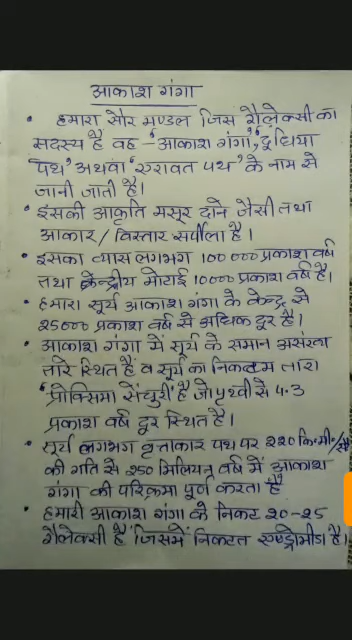 आकाश गंगा
• हमारा सौर मण्डल जिस गैलेक्सी का
सदस्य है वह - 'आकाश गंगा', 'दुधिया
पथ' अथवा 'एरावत पथ' के नाम से
जानी जाती है।
• इसकी आकृति मसूर दाने जैसी तथा
आकार / विस्तार सर्पीला है।
• इसका व्यास लगभग 100000 प्रकाश वर्ष
तथा केन्द्रीय मोटाई 10000 प्रकाश वर्ष है।
• हमारा सूर्य आकाश गंगा के केन्द्र से
25000 प्रकाश वर्ष से अधिक दूर है।
• आकाश गंगा में सूर्य के समान असंख्य
तारे स्थित हैं व सूर्य का निकटतम तारा
'प्रोक्सिमा सेंचुरी' है जो पृथ्वी से 4.3
प्रकाश वर्ष दूर स्थित है।
• सूर्य लगभग वृत्ताकार पथ पर 220 कि.मी./से
की गति से 250 मिलियन वर्ष में आकाश
गंगा की परिक्रमा पूर्ण करता है
• हमारी आकाश गंगा के निकट 20-25
गैलेक्सी है जिसमें निकटत एण्ड्रोमीडा है।